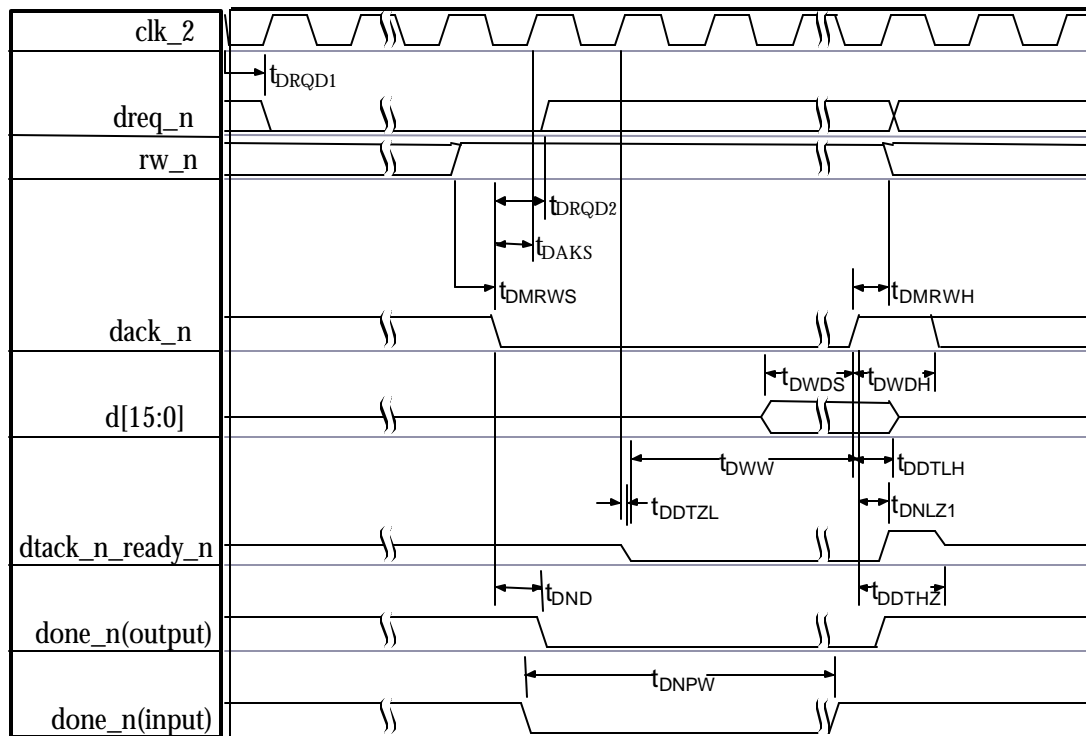 clk_2
tDRQD1
dreq_n
rw_n
tDRQD2
tDAKS
tDMRWS
tDMRWH
dack_n
tDWDS
tDWDH
d[15:0]
tDWW
tDDTLH
tDDTZL
tDNLZ1
dtack_n_ready_n
tDND
tDDTHZ
done_n(output)
tDNPW
done_n(input)